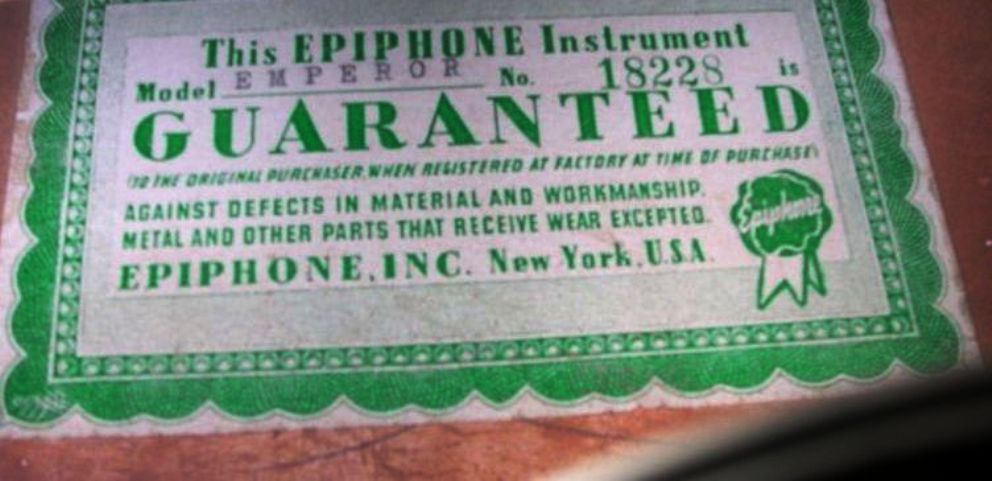 This EPIPHONE Instrument
Model EMPEROR No. 18228 is
GUARANTEED
(TO THE ORIGINAL PURCHASER WHEN REGISTERED AT FACTORY AT TIME OF PURCHASE)
AGAINST DEFECTS IN MATERIAL AND WORKMANSHIP.
METAL AND OTHER PARTS THAT RECEIVE WEAR EXCEPTED.
EPIPHONE, INC. New York, U.S.A.
Epiphone